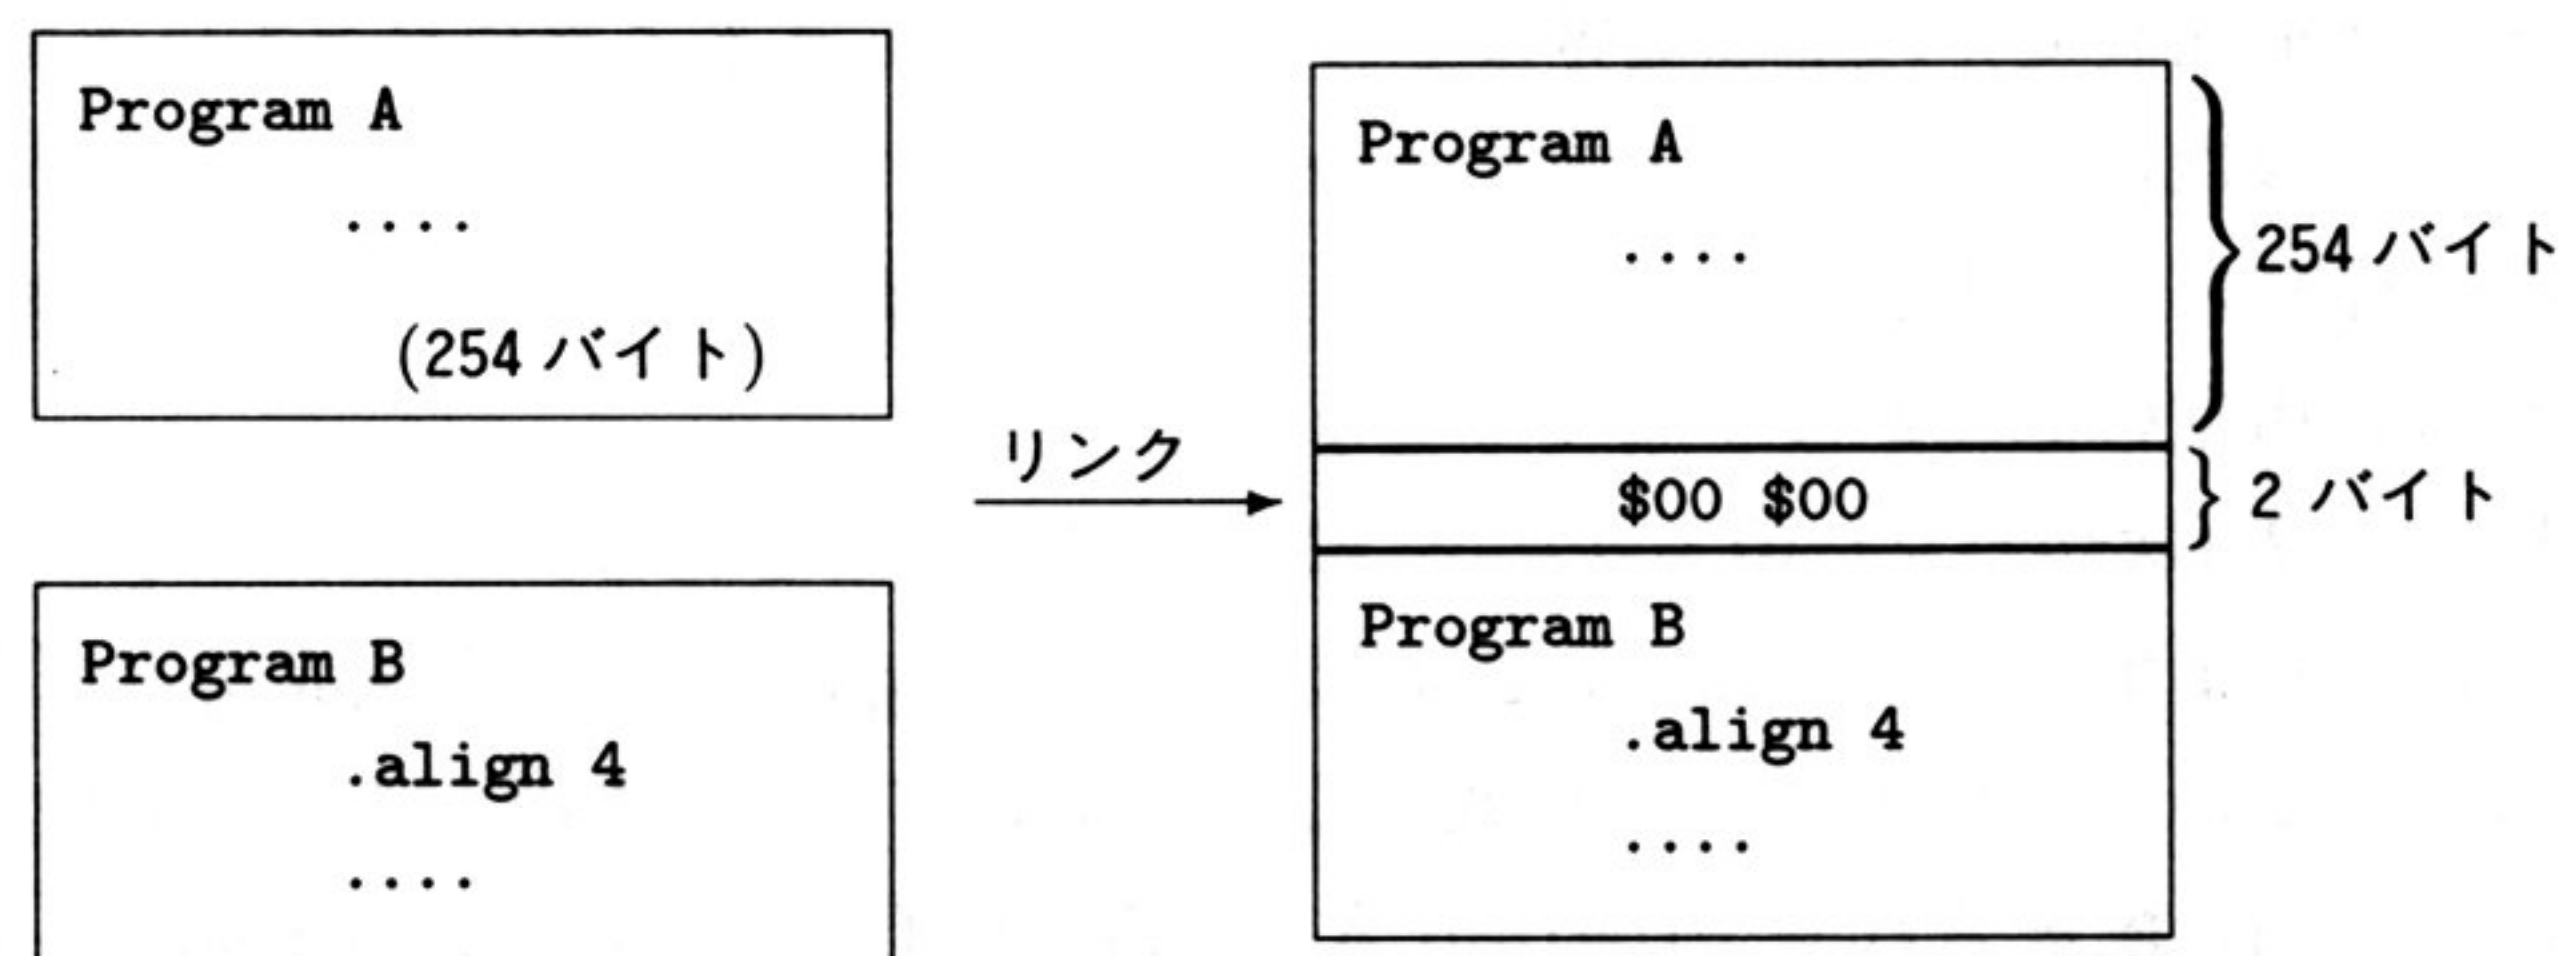 Program A
....
(254 バイト)
リンク
Program B
.align 4
....
Program A
....
254 バイト
$00 $00
2 バイト
Program B
.align 4
....